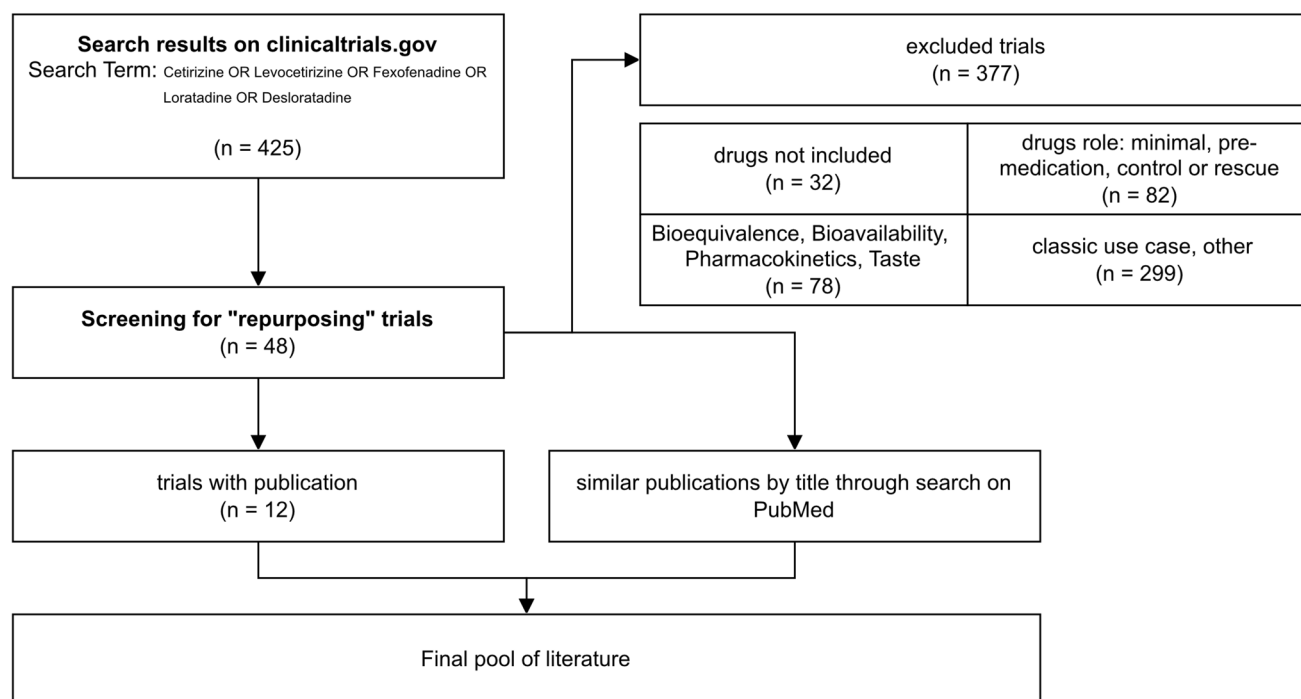 Search results on clinicaltrials.gov
Search Term: Cetirizine OR Levocetirizine OR Fexofenadine OR
Loratadine OR Desloratadine
(n = 425)
excluded trials
(n = 377)
drugs not included
(n = 32)
drugs role: minimal, pre-
medication, control or rescue
(n = 82)
Bioequivalence, Bioavailability,
Pharmacokinetics, Taste
(n = 78)
classic use case, other
(n = 299)
Screening for "repurposing" trials
(n = 48)
trials with publication
(n = 12)
similar publications by title through search on
PubMed
Final pool of literature